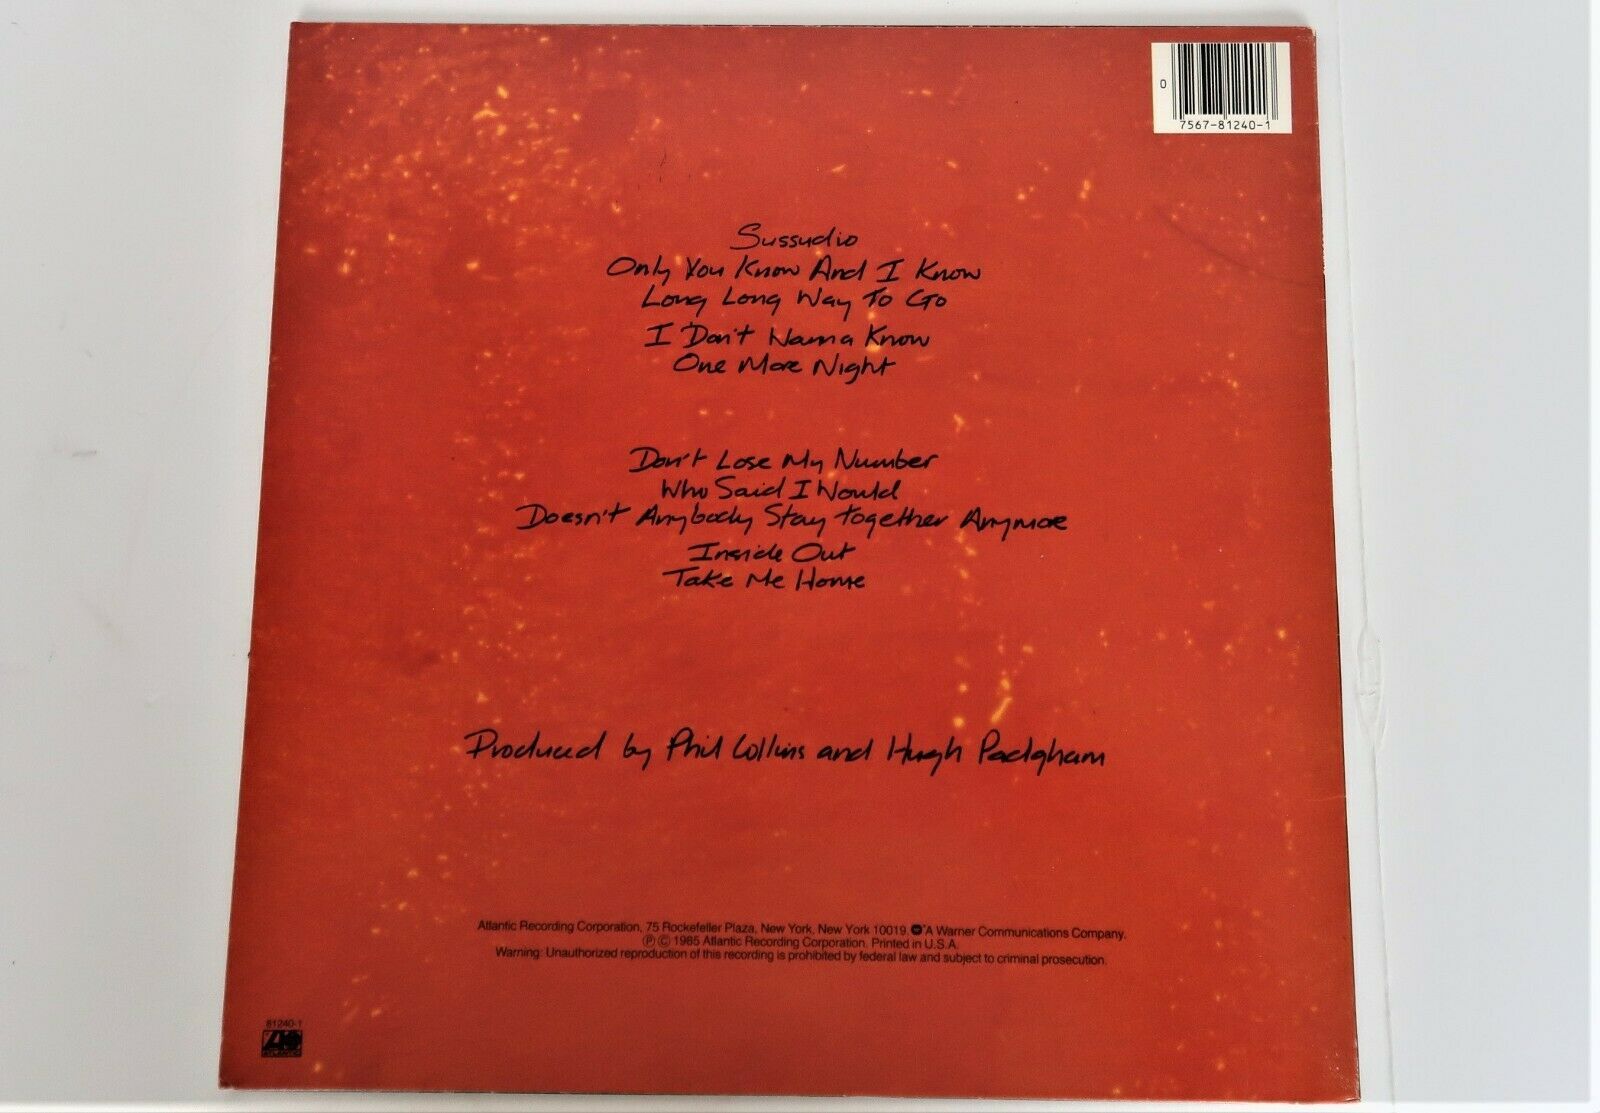 0
7567-81240-1
Sussudio
Only You Know And I Know
Long Long Way To Go
I Don't Wanna Know
One More Night
Don't Lose My Number
Who Said I Would
Doesn't Anybody Stay Together Anymore
Inside Out
Take Me Home
Produced by Phil Collins and Hugh Padgham
Atlantic Recording Corporation, 75 Rockefeller Plaza, New York, New York 10019. A Warner Communications Company.
Ⓟ © 1985 Atlantic Recording Corporation. Printed in U.S.A.
Warning: Unauthorized reproduction of this recording is prohibited by federal law and subject to criminal prosecution.
81240-1
ATLANTIC